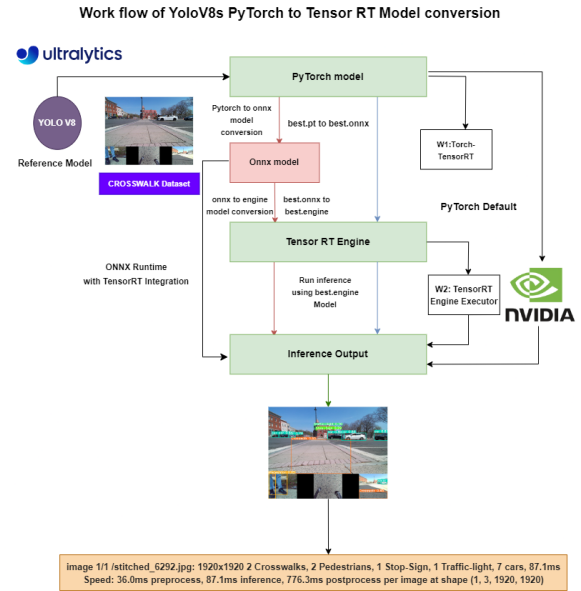 Work flow of YoloV8s PyTorch to Tensor RT Model conversion
ultralytics
PyTorch model
YOLO V8
Reference Model
CROSSWALK Dataset
Pytorch to onnx
model
conversion
best.pt to best.onnx
W1:Torch-
TensorRT
Onnx model
onnx to engine
model conversion
best.onnx to
best.engine
PyTorch Default
Tensor RT Engine
ONNX Runtime
with TensorRT Integration
Run inference
using best.engine
Model
W2: TensorRT
Engine Executor
NVIDIA
Inference Output
image 1/1 /stitched_6292.jpg: 1920x1920 2 Crosswalks, 2 Pedestrians, 1 Stop-Sign, 1 Traffic-light, 7 cars, 87.1ms
Speed: 36.0ms preprocess, 87.1ms inference, 776.3ms postprocess per image at shape (1, 3, 1920, 1920)